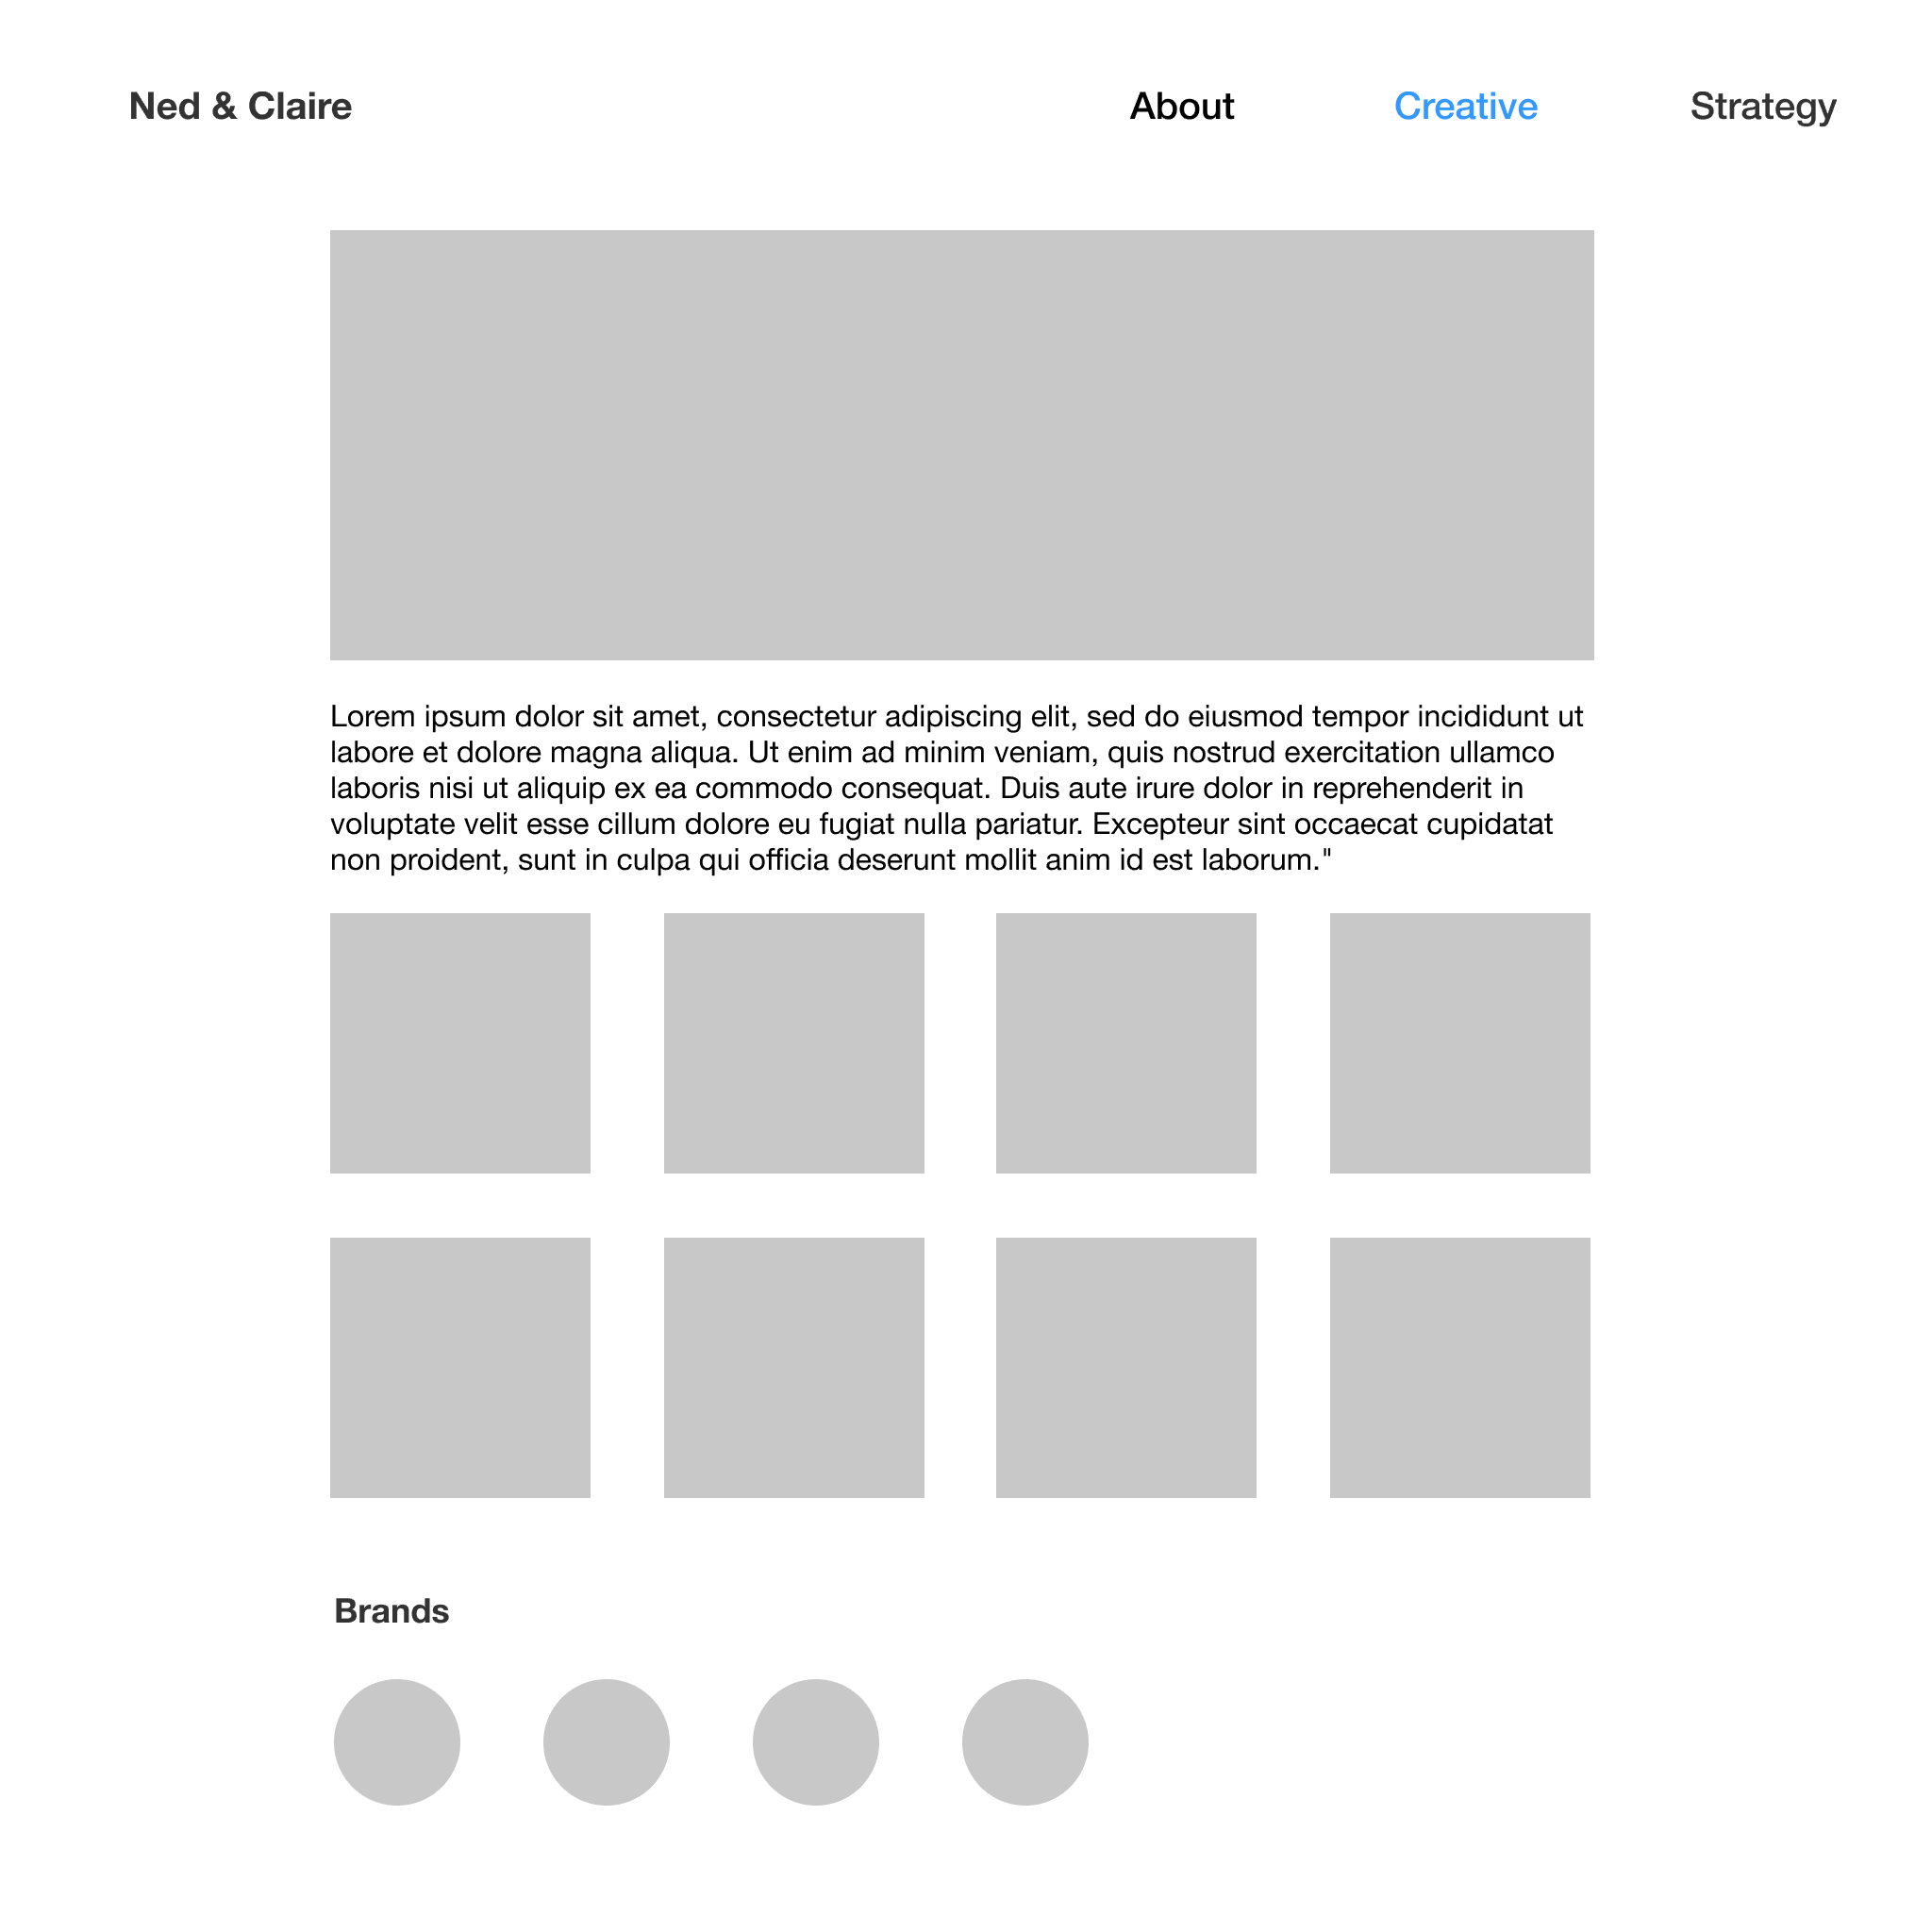 Ned & Claire
About
Creative
Strategy
Lorem ipsum dolor sit amet, consectetur adipiscing elit, sed do eiusmod tempor incididunt ut
labore et dolore magna aliqua. Ut enim ad minim veniam, quis nostrud exercitation ullamco
laboris nisi ut aliquip ex ea commodo consequat. Duis aute irure dolor in reprehenderit in
voluptate velit esse cillum dolore eu fugiat nulla pariatur. Excepteur sint occaecat cupidatat
non proident, sunt in culpa qui officia deserunt mollit anim id est laborum."
Brands